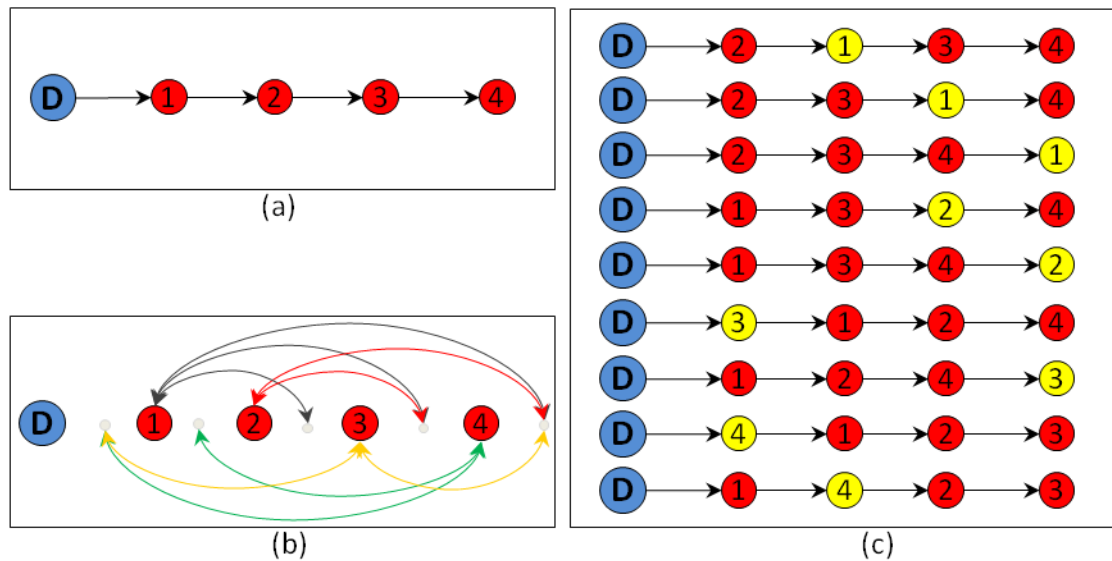 D 1 2 3 4
(a)
D 1 2 3 4
(b)
D 2 1 3 4
D 2 3 1 4
D 2 3 4 1
D 1 3 2 4
D 1 3 4 2
D 3 1 2 4
D 1 2 4 3
D 4 1 2 3
D 1 4 2 3
(c)